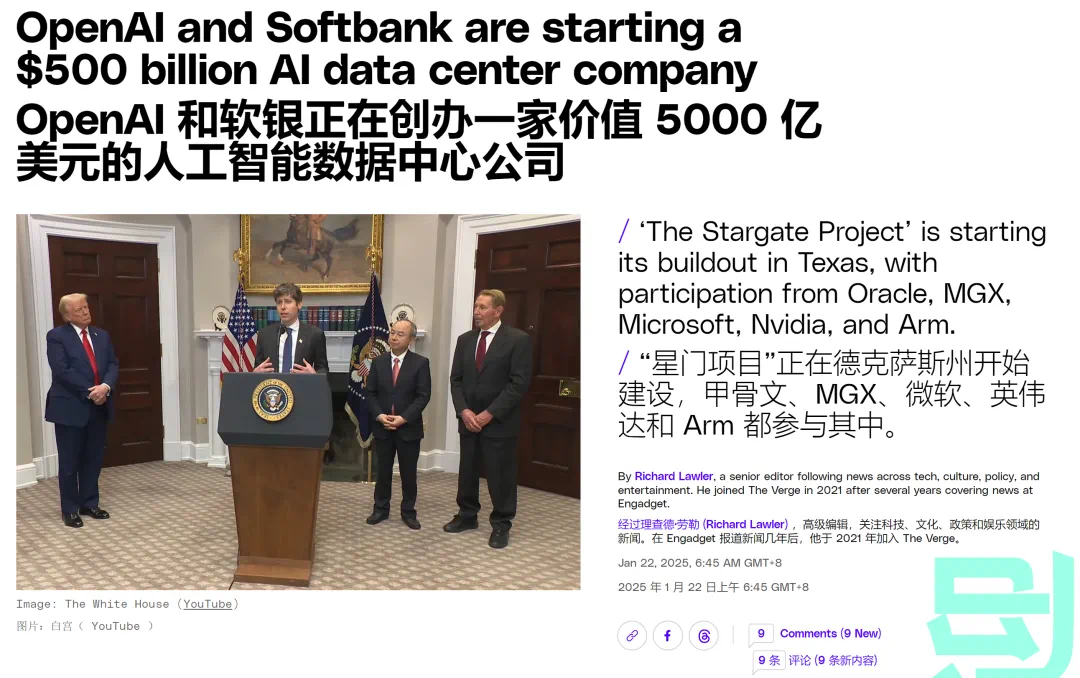 OpenAI and Softbank are starting a
$500 billion AI data center company
OpenAI 和软银正在创办一家价值 5000 亿
美元的人工智能数据中心公司
/ ‘The Stargate Project’ is starting
its buildout in Texas, with
participation from Oracle, MGX,
Microsoft, Nvidia, and Arm.
/ “星门项目”正在德克萨斯州开始
建设，甲骨文、MGX、微软、英伟
达和 Arm 都参与其中。
By Richard Lawler, a senior editor following news across tech, culture, policy, and
entertainment. He joined The Verge in 2021 after several years covering news at
Engadget.
经过理查德·劳勒 (Richard Lawler) ，高级编辑，关注科技、文化、政策和娱乐领域的
新闻。在 Engadget 报道新闻几年后，他于 2021 年加入 The Verge。
Jan 22, 2025, 6:45 AM GMT+8
2025 年 1 月 22 日上午 6:45 GMT+8
9 Comments (9 New)
9 条 评论 (9 条新内容)
Image: The White House (YouTube)
图片：白宫（ YouTube ）